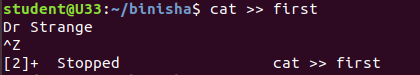 student@U33:~/binisha$ cat >> first
Dr Strange
^Z
[2]+  Stopped                 cat >> first